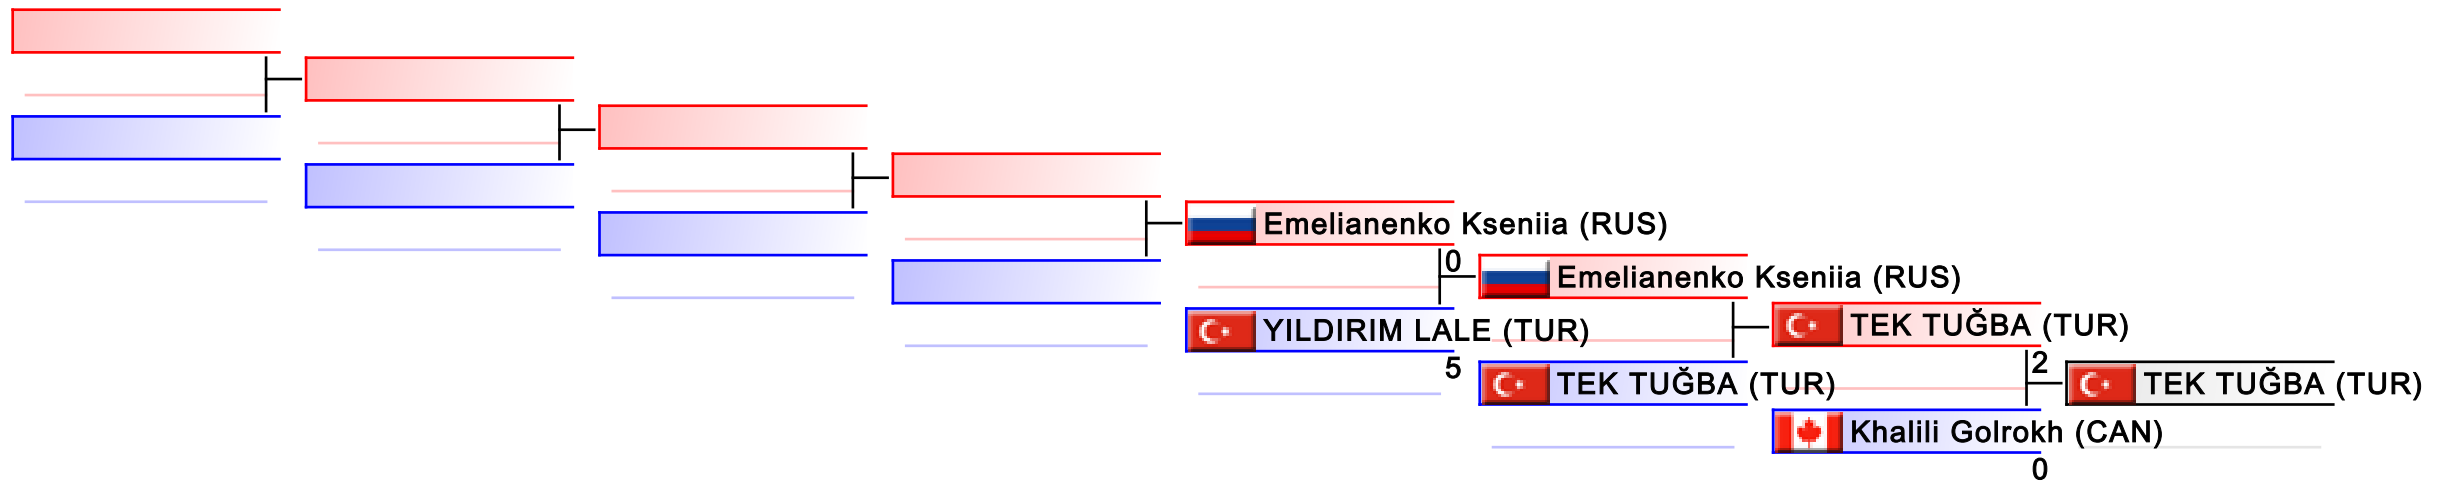 Emelianenko Kseniia (RUS)
0
Emelianenko Kseniia (RUS)
YILDIRIM LALE (TUR)
5
TEK TUĞBA (TUR)
TEK TUĞBA (TUR)
2
TEK TUĞBA (TUR)
Khalili Golrokh (CAN)
0